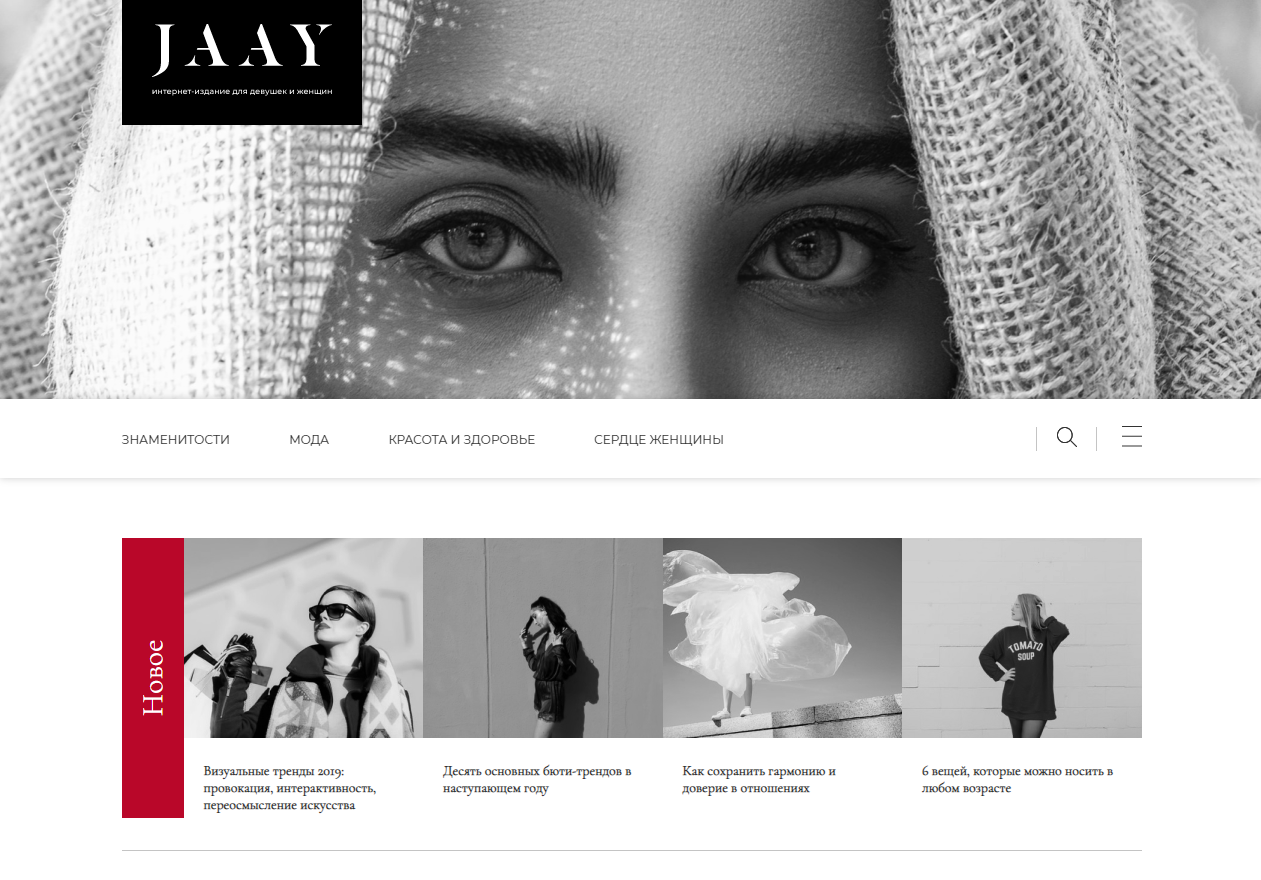 JAAY
интернет-издание для девушек и женщин
ЗНАМЕНИТОСТИ
МОДА
КРАСОТА И ЗДОРОВЬЕ
СЕРДЦЕ ЖЕНЩИНЫ
Новое
TOMATO
SOUP
Визуальные тренды 2019:
провокация, интерактивность,
переосмысление искусства
Десять основных бюти-трендов в
наступающем году
Как сохранить гармонию и
доверие в отношениях
6 вещей, которые можно носить в
любом возрасте